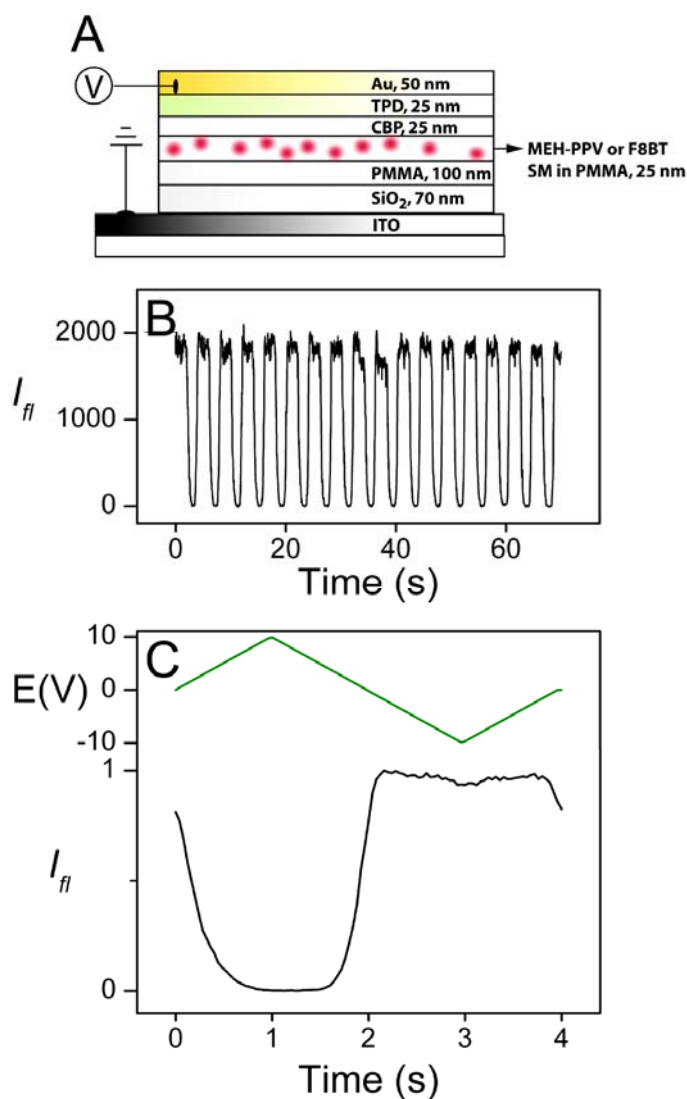 A
V
Au, 50 nm
TPD, 25 nm
CBP, 25 nm
MEH-PPV or F8BT
SM in PMMA, 25 nm
PMMA, 100 nm
SiO₂, 70 nm
ITO
B
2000
1000
0
I_fl
0 20 40 60
Time (s)
C
10
E(V) 0
-10
1
I_fl
0
0 1 2 3 4
Time (s)